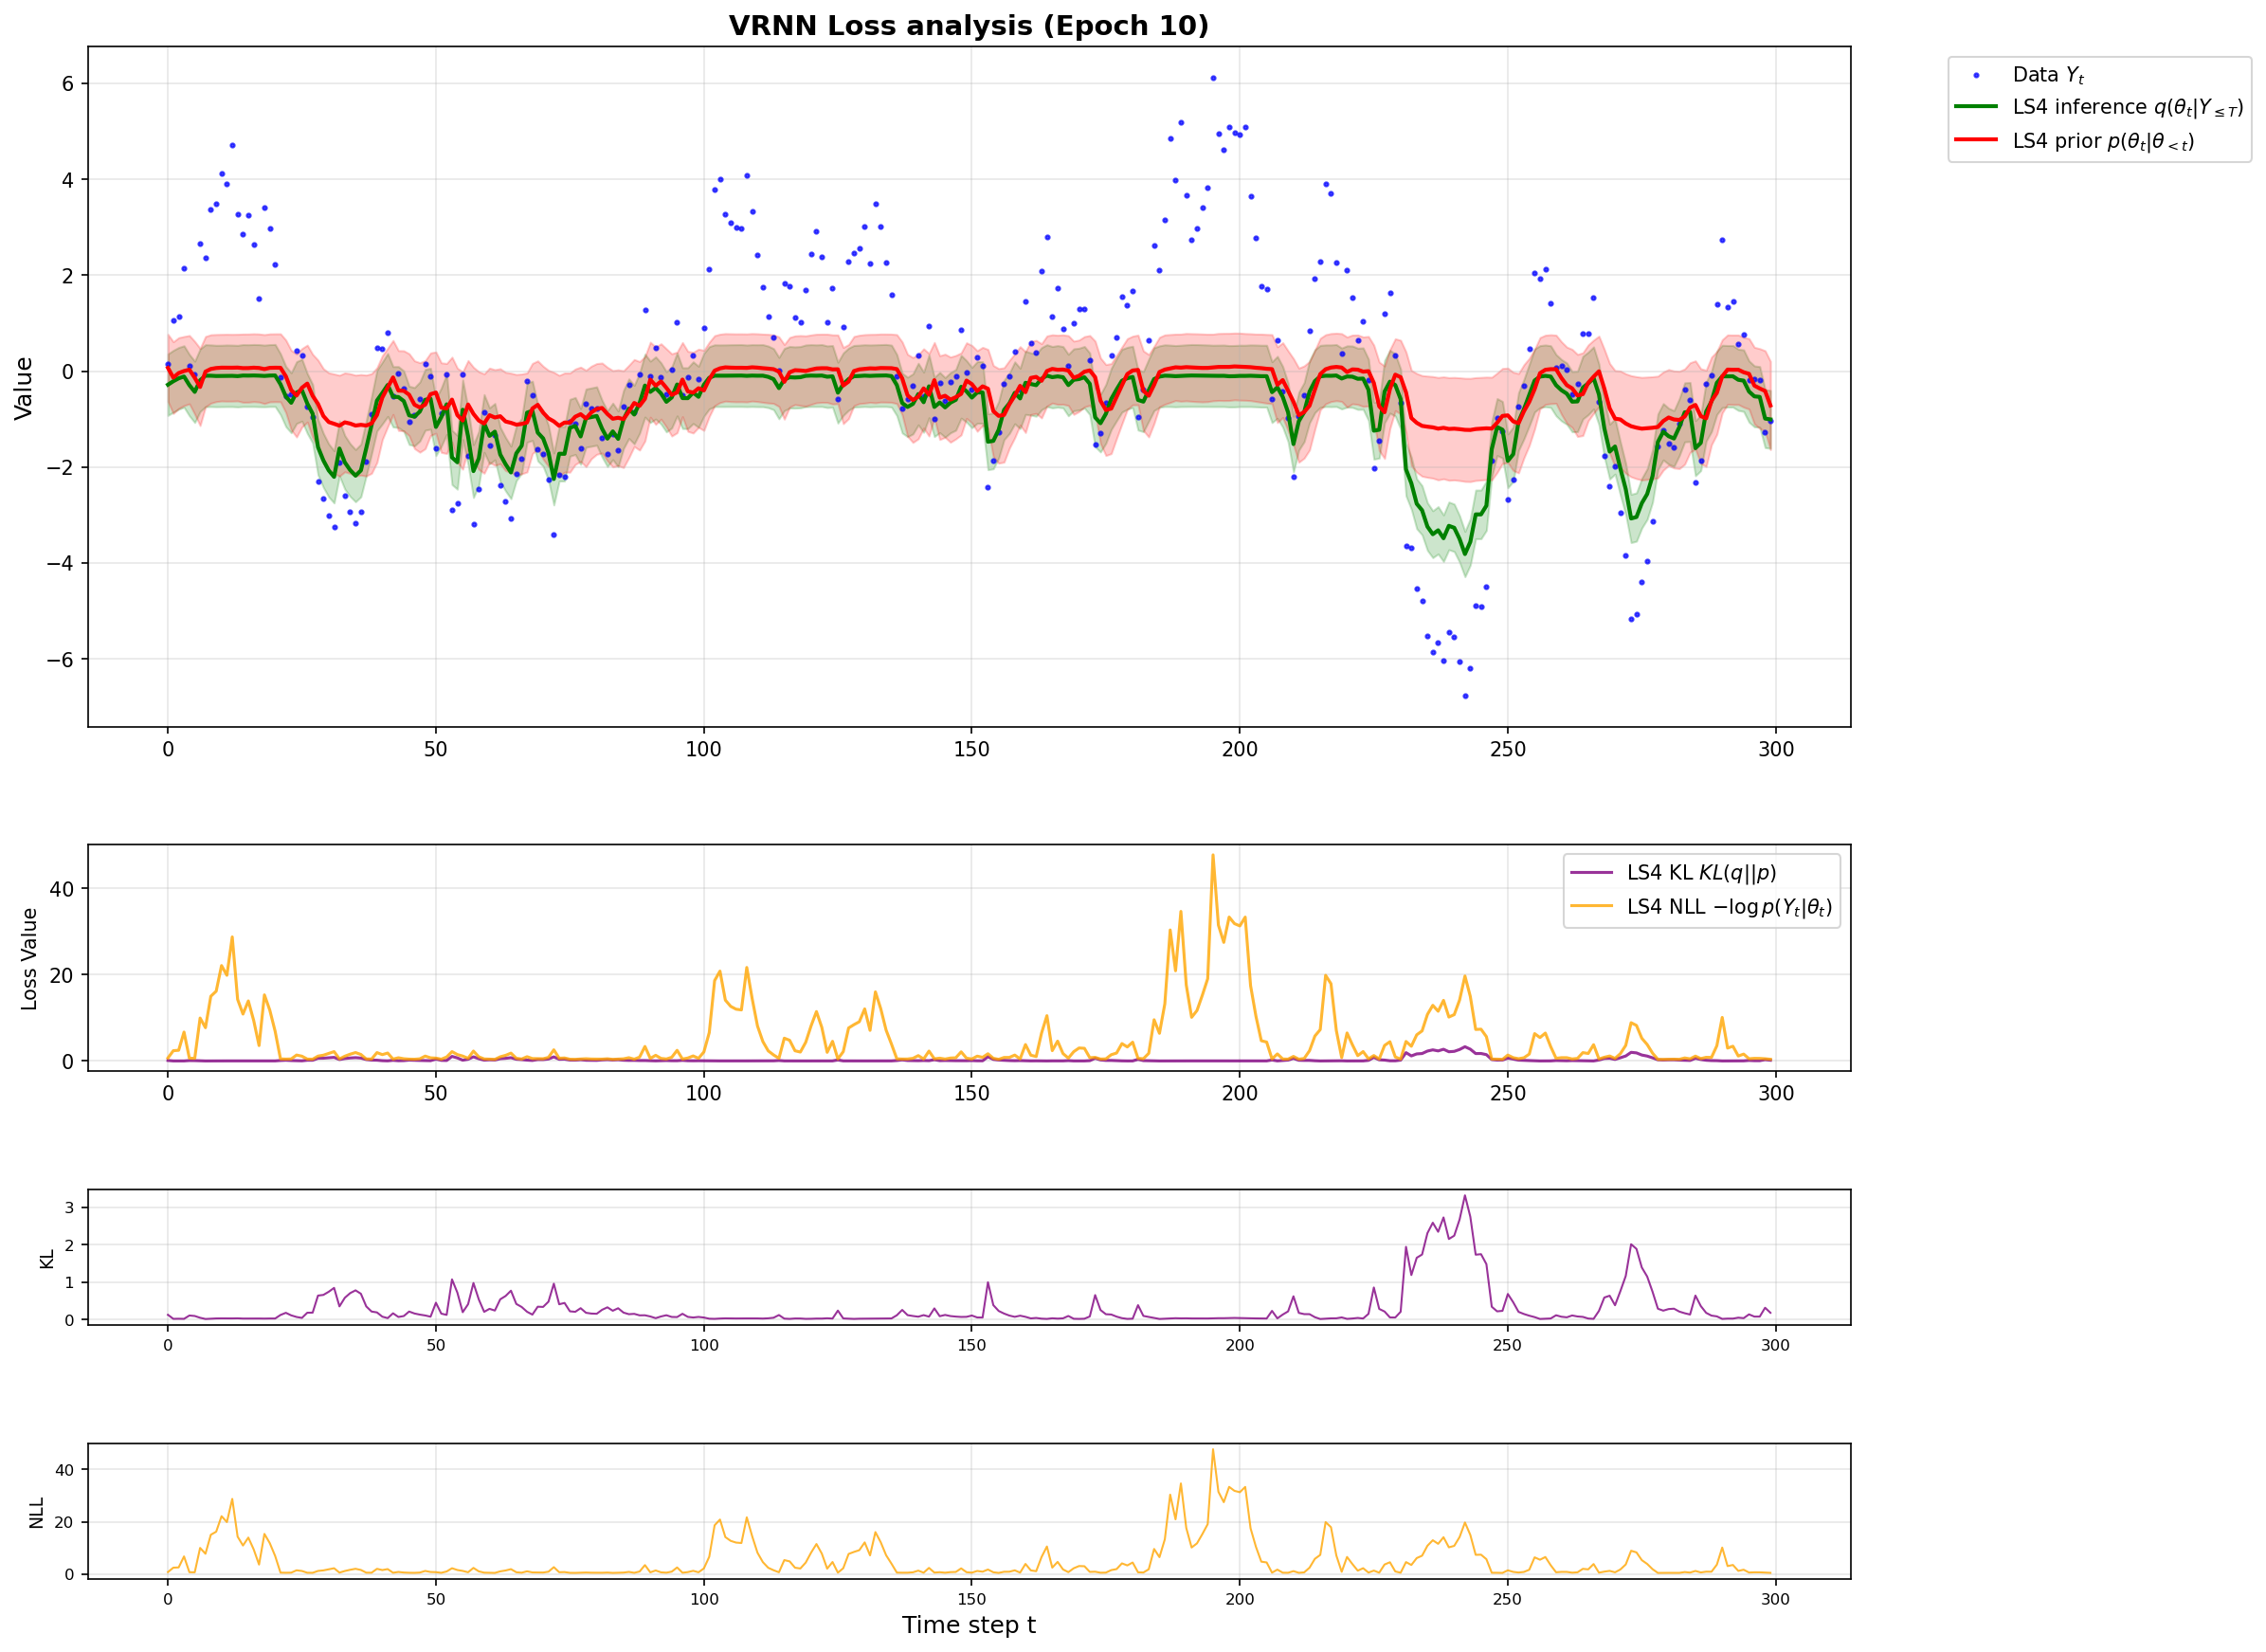 VRNN Loss analysis (Epoch 10)
Value
6
4
2
0
−2
−4
−6
0 50 100 150 200 250 300
Data Y_t
LS4 inference q(θ_t|Y_{≤T})
LS4 prior p(θ_t|θ_{<t})
Loss Value
40
20
0
0 50 100 150 200 250 300
LS4 KL KL(q||p)
LS4 NLL −log p(Y_t|θ_t)
KL
3
2
1
0
0 50 100 150 200 250 300
NLL
40
20
0
0 50 100 150 200 250 300
Time step t